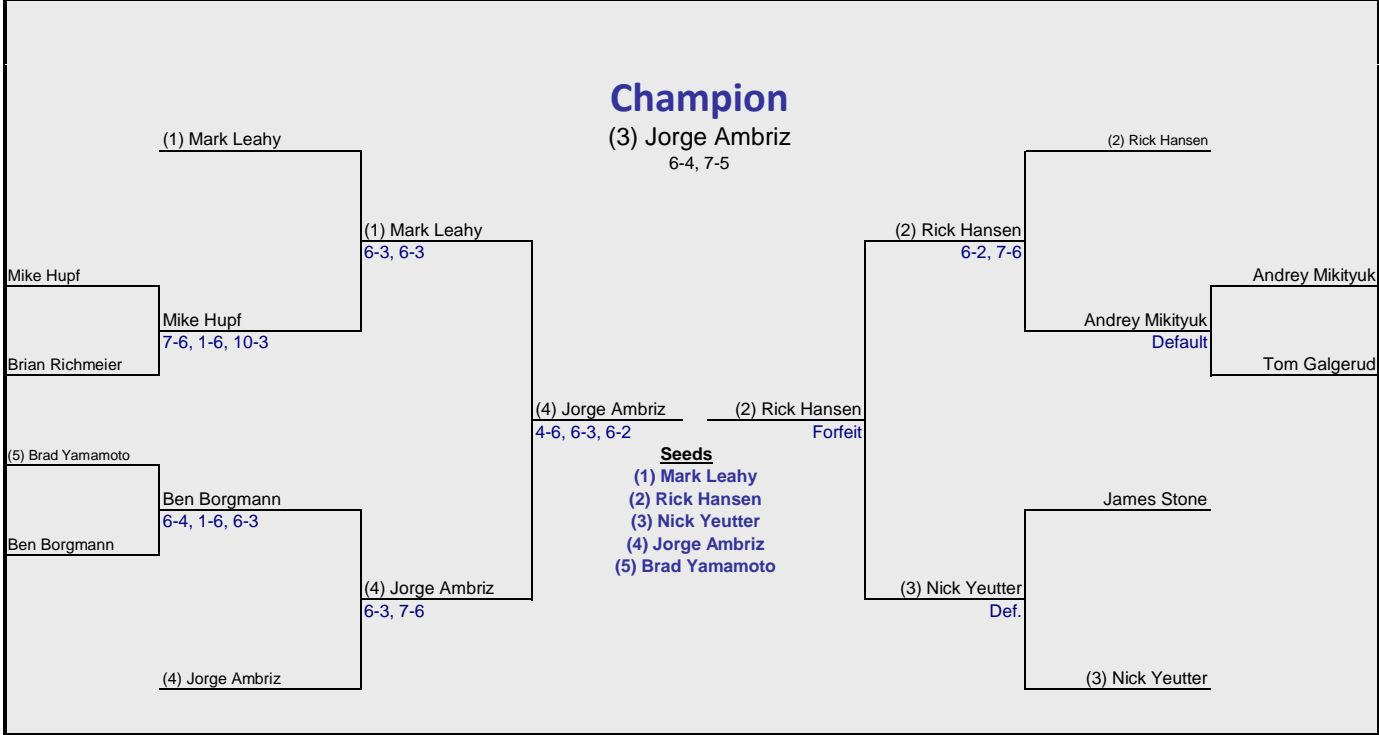 Champion
(3) Jorge Ambriz
6-4, 7-5
(1) Mark Leahy
(2) Rick Hansen
(1) Mark Leahy
6-3, 6-3
(2) Rick Hansen
6-2, 7-6
Mike Hupf
Andrey Mikityuk
Mike Hupf
7-6, 1-6, 10-3
Andrey Mikityuk
Default
Brian Richmeier
Tom Galgerud
(4) Jorge Ambriz
4-6, 6-3, 6-2
(2) Rick Hansen
Forfeit
(5) Brad Yamamoto
Seeds
(1) Mark Leahy
(2) Rick Hansen
(3) Nick Yeutter
(4) Jorge Ambriz
(5) Brad Yamamoto
Ben Borgmann
6-4, 1-6, 6-3
James Stone
Ben Borgmann
(4) Jorge Ambriz
6-3, 7-6
(3) Nick Yeutter
Def.
(4) Jorge Ambriz
(3) Nick Yeutter